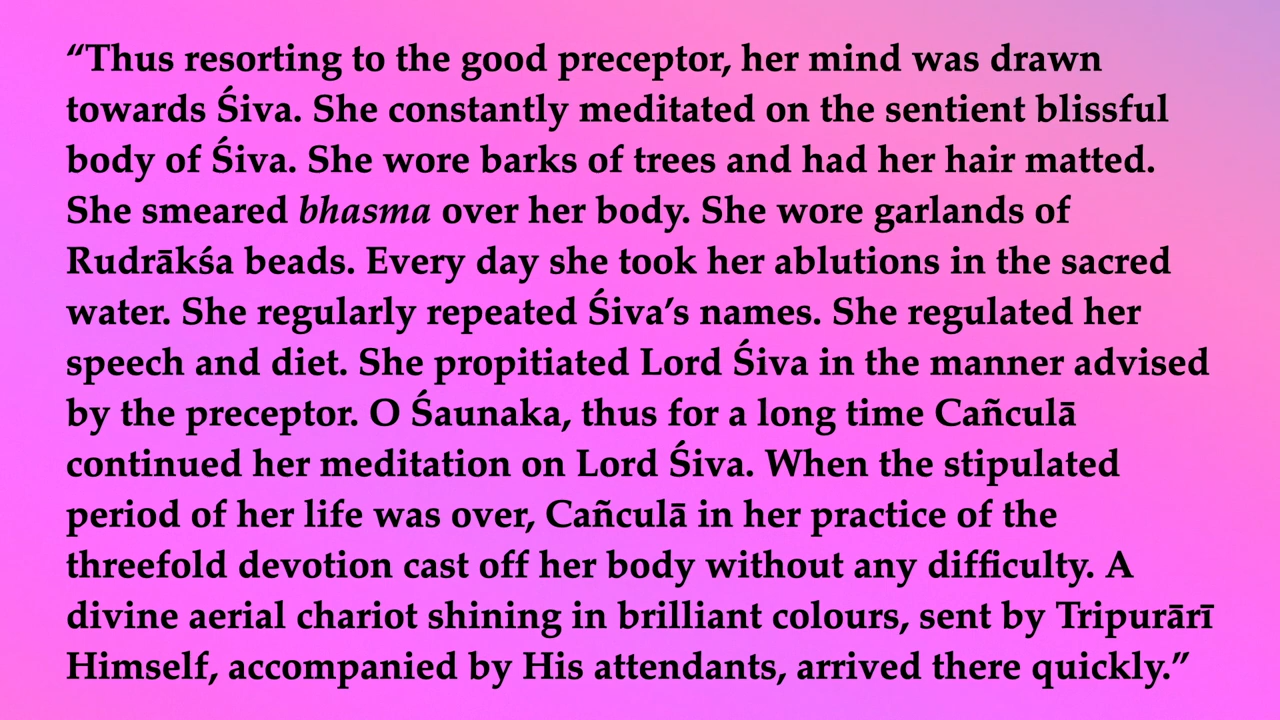 “Thus resorting to the good preceptor, her mind was drawn
towards Śiva. She constantly meditated on the sentient blissful
body of Śiva. She wore barks of trees and had her hair matted.
She smeared bhasma over her body. She wore garlands of
Rudrākśa beads. Every day she took her ablutions in the sacred
water. She regularly repeated Śiva’s names. She regulated her
speech and diet. She propitiated Lord Śiva in the manner advised
by the preceptor. O Śaunaka, thus for a long time Cañculā
continued her meditation on Lord Śiva. When the stipulated
period of her life was over, Cañculā in her practice of the
threefold devotion cast off her body without any difficulty. A
divine aerial chariot shining in brilliant colours, sent by Tripurārī
Himself, accompanied by His attendants, arrived there quickly.”